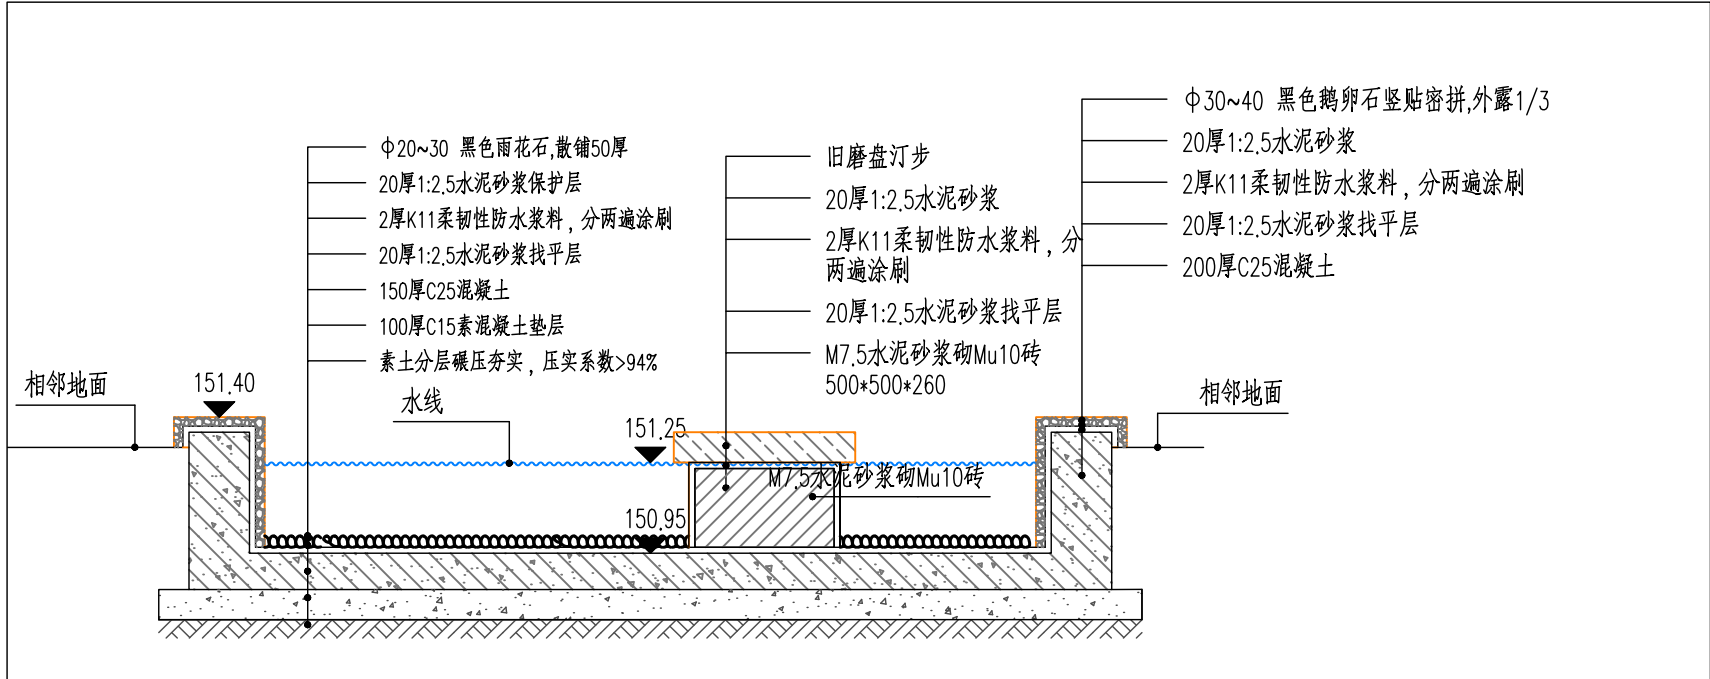 φ20~30 黑色雨花石,散铺50厚
20厚1:2.5水泥砂浆保护层
2厚K11柔韧性防水浆料，分两遍涂刷
20厚1:2.5水泥砂浆找平层
150厚C25混凝土
100厚C15素混凝土垫层
素土分层碾压夯实，压实系数>94%
旧磨盘汀步
20厚1:2.5水泥砂浆
2厚K11柔韧性防水浆料，分
两遍涂刷
20厚1:2.5水泥砂浆找平层
M7.5水泥砂浆砌Mu10砖
500*500*260
φ30~40 黑色鹅卵石竖贴密拼,外露1/3
20厚1:2.5水泥砂浆
2厚K11柔韧性防水浆料，分两遍涂刷
20厚1:2.5水泥砂浆找平层
200厚C25混凝土
相邻地面
151.40
水线
151.25
相邻地面
M7.5水泥砂浆砌Mu10砖
150.95